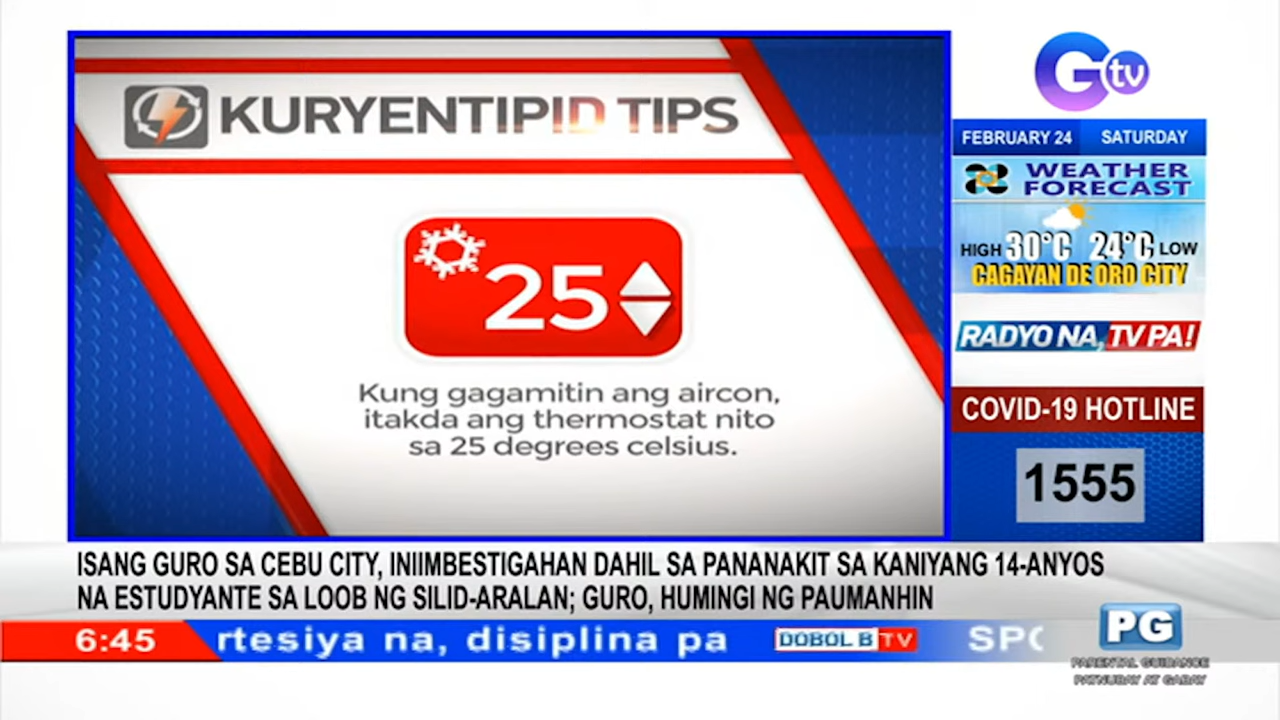 KURYENTIPID TIPS
25
Kung gagamitin ang aircon,
itakda ang thermostat nito
sa 25 degrees celsius.
Gtv
FEBRUARY 24 SATURDAY
WEATHER
FORECAST
HIGH 30°C 24°C LOW
CAGAYAN DE ORO CITY
RADYO NA, TV PA!
COVID-19 HOTLINE
1555
ISANG GURO SA CEBU CITY, INIIMBESTIGAHAN DAHIL SA PANANAKIT SA KANIYANG 14-ANYOS
NA ESTUDYANTE SA LOOB NG SILID-ARALAN; GURO, HUMINGI NG PAUMANHIN
6:45 rtesiya na, disiplina pa DOBOL B TV SPO
PG
PARENTAL GUIDANCE
PATNUBAY AT GABAY